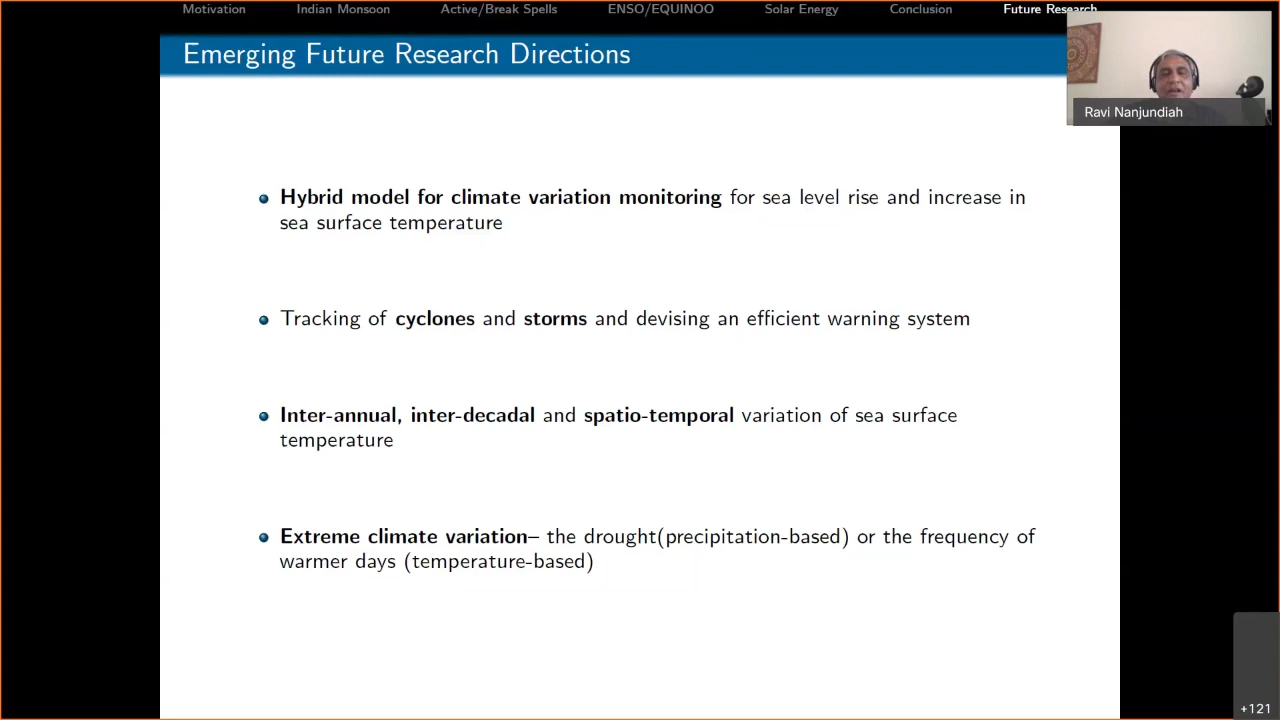 Motivation Indian Monsoon Active/Break Spells ENSO/EQUINOO Solar Energy Conclusion Future Research
Emerging Future Research Directions
Ravi Nanjundiah
Hybrid model for climate variation monitoring for sea level rise and increase in
sea surface temperature
Tracking of cyclones and storms and devising an efficient warning system
Inter-annual, inter-decadal and spatio-temporal variation of sea surface
temperature
Extreme climate variation– the drought(precipitation-based) or the frequency of
warmer days (temperature-based)
+121